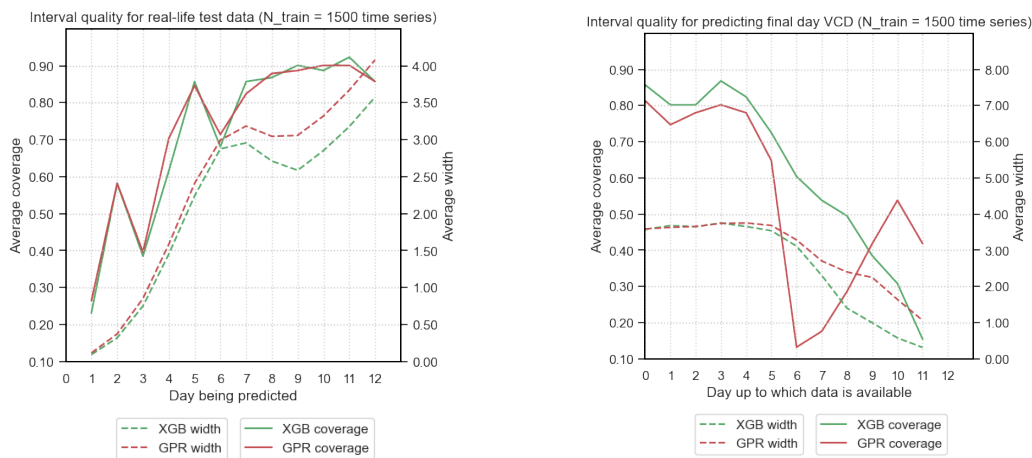 Interval quality for real-life test data (N_train = 1500 time series)
0.90
0.80
0.70
0.60
0.50
0.40
0.30
0.20
0.10
Average coverage
4.00
3.50
3.00
2.50
2.00
1.50
1.00
0.50
0.00
Average width
0 1 2 3 4 5 6 7 8 9 10 11 12
Day being predicted
XGB width XGB coverage
GPR width GPR coverage
Interval quality for predicting final day VCD (N_train = 1500 time series)
0.90
0.80
0.70
0.60
0.50
0.40
0.30
0.20
0.10
Average coverage
8.00
7.00
6.00
5.00
4.00
3.00
2.00
1.00
0.00
Average width
0 1 2 3 4 5 6 7 8 9 10 11 12
Day up to which data is available
XGB width XGB coverage
GPR width GPR coverage